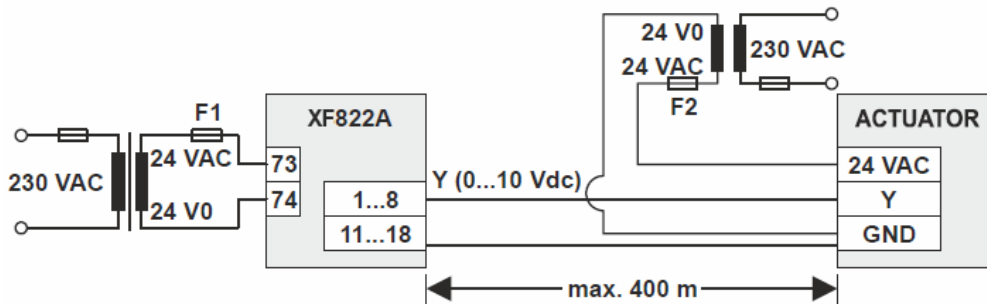 24 V0
230 VAC
24 VAC
F2
F1
XF822A
ACTUATOR
24 VAC
73
24 VAC
230 VAC
Y (0...10 Vdc)
74
1...8
Y
24 V0
11...18
GND
max. 400 m